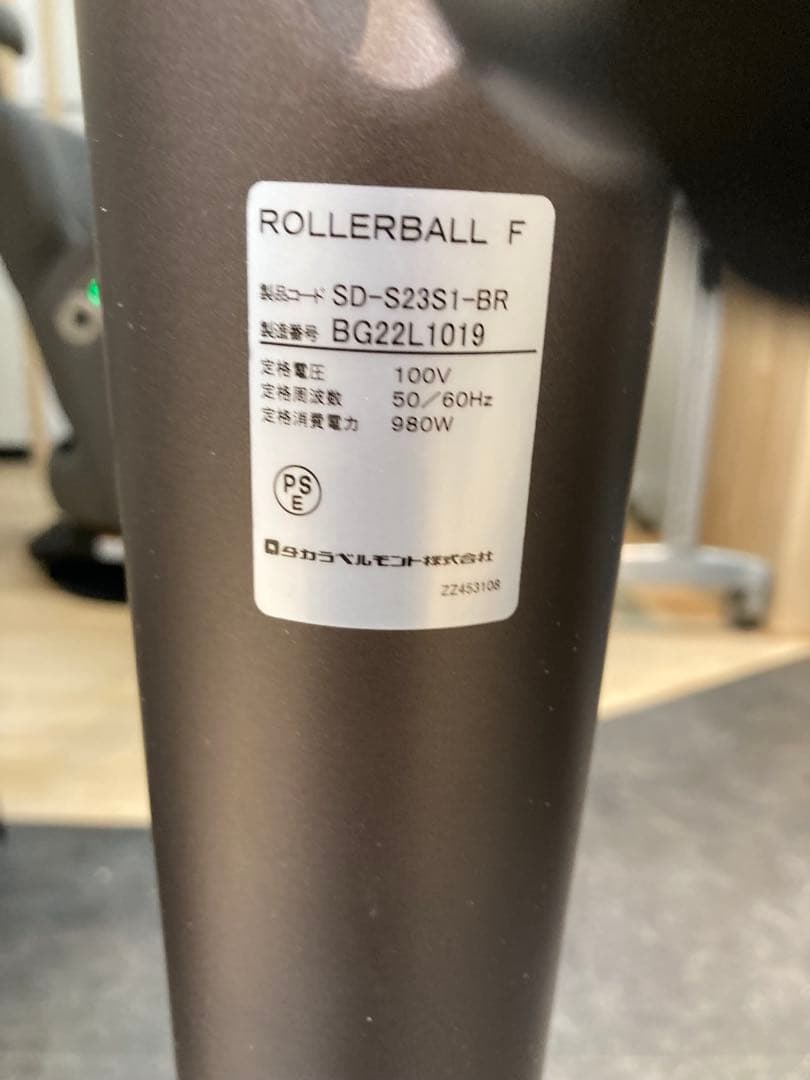 ROLLERBALL F
製品コード SD-S23S1-BR
製造番号 BG22L1019
定格電圧 100V
定格周波数 50/60Hz
定格消費電力 980W
PS
E
タカラベルモント株式会社
ZZ453108